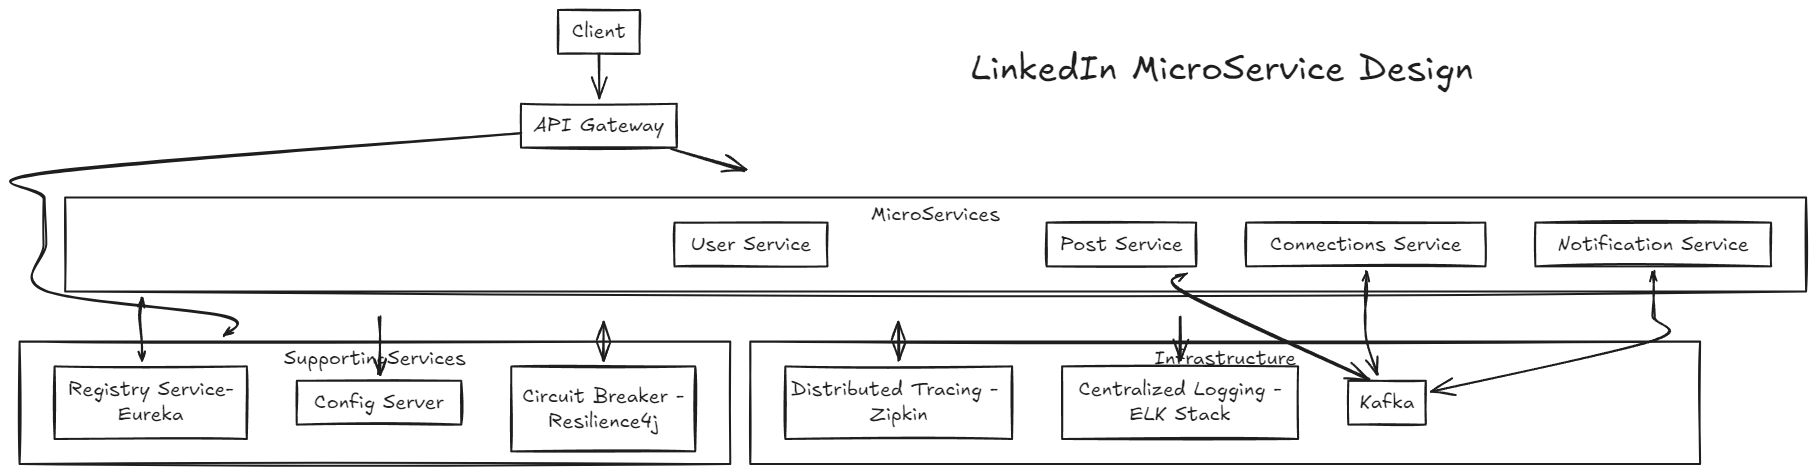 Client
LinkedIn MicroService Design
API Gateway
MicroServices
User Service
Post Service
Connections Service
Notification Service
SupportingServices
Infrastructure
Registry Service-
Eureka
Config Server
Circuit Breaker -
Resilience4j
Distributed Tracing -
Zipkin
Centralized Logging -
ELK Stack
Kafka